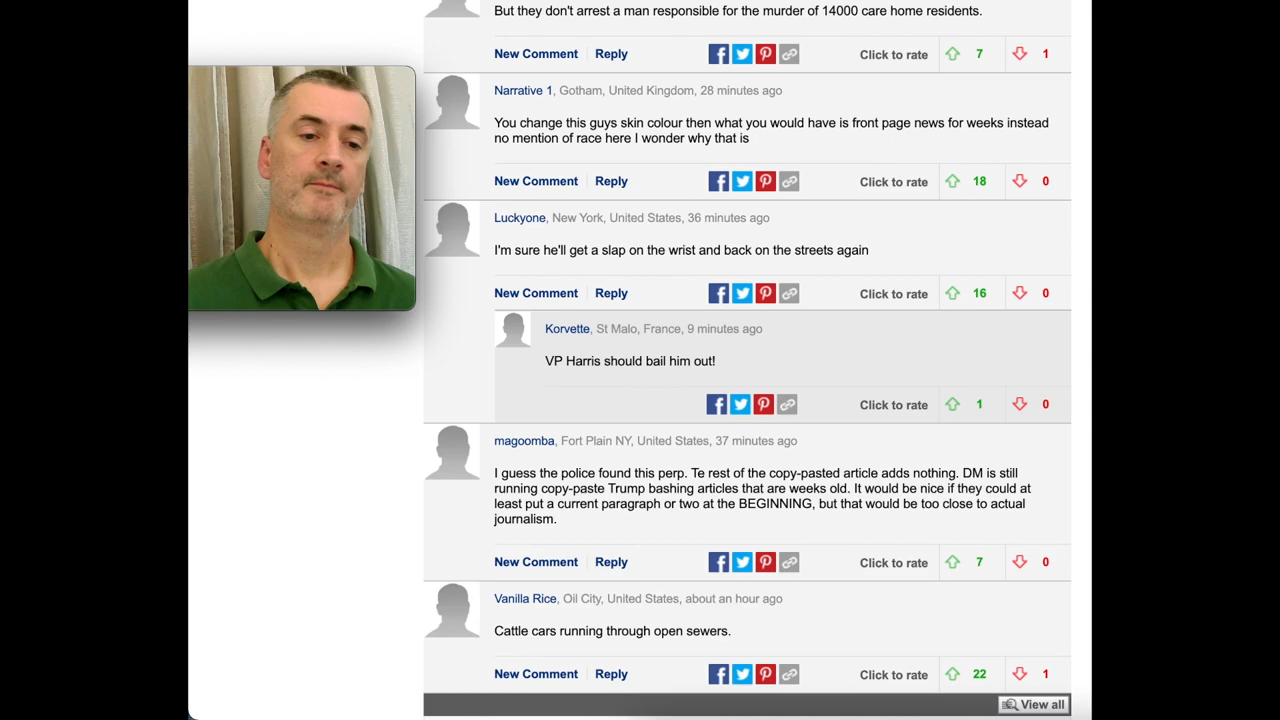 But they don't arrest a man responsible for the murder of 14000 care home residents.
New Comment Reply Click to rate 7 1
Narrative 1, Gotham, United Kingdom, 28 minutes ago
You change this guys skin colour then what you would have is front page news for weeks instead
no mention of race here I wonder why that is
New Comment Reply Click to rate 18 0
Luckyone, New York, United States, 36 minutes ago
I'm sure he'll get a slap on the wrist and back on the streets again
New Comment Reply Click to rate 16 0
Korvette, St Malo, France, 9 minutes ago
VP Harris should bail him out!
Click to rate 1 0
magoomba, Fort Plain NY, United States, 37 minutes ago
I guess the police found this perp. Te rest of the copy-pasted article adds nothing. DM is still
running copy-paste Trump bashing articles that are weeks old. It would be nice if they could at
least put a current paragraph or two at the BEGINNING, but that would be too close to actual
journalism.
New Comment Reply Click to rate 7 0
Vanilla Rice, Oil City, United States, about an hour ago
Cattle cars running through open sewers.
New Comment Reply Click to rate 22 1
View all